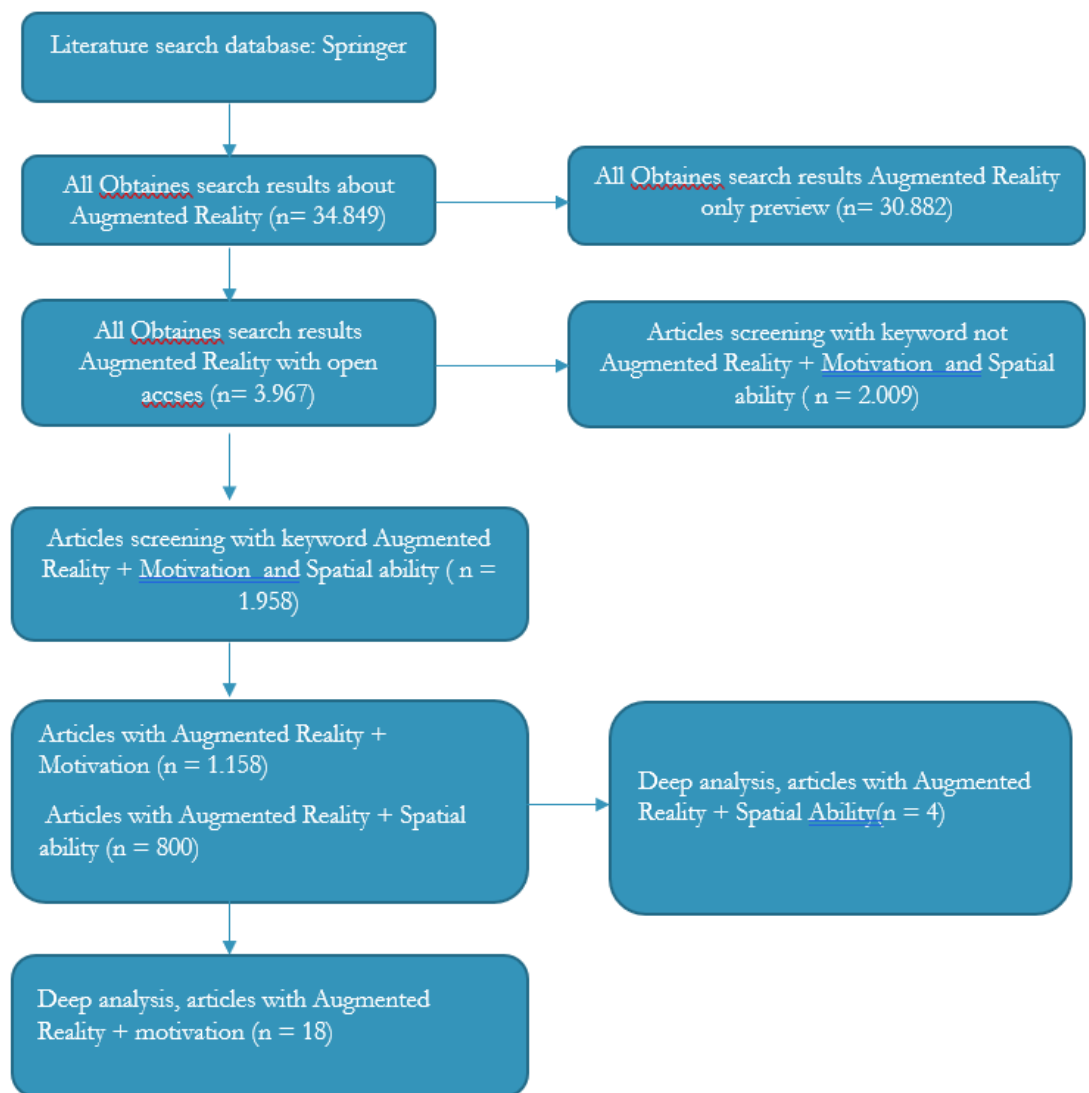 Literature search database: Springer
All Obtaines search results about
Augmented Reality (n= 34.849)
All Obtaines search results Augmented Reality
only preview (n= 30.882)
All Obtaines search results
Augmented Reality with open
accses (n= 3.967)
Articles screening with keyword not
Augmented Reality + Motivation  and Spatial
ability ( n = 2.009)
Articles screening with keyword Augmented
Reality + Motivation  and Spatial ability ( n =
1.958)
Articles with Augmented Reality +
Motivation (n = 1.158)
Articles with Augmented Reality + Spatial
ability (n = 800)
Deep analysis, articles with Augmented
Reality + Spatial Ability(n = 4)
Deep analysis, articles with Augmented
Reality + motivation (n = 18)